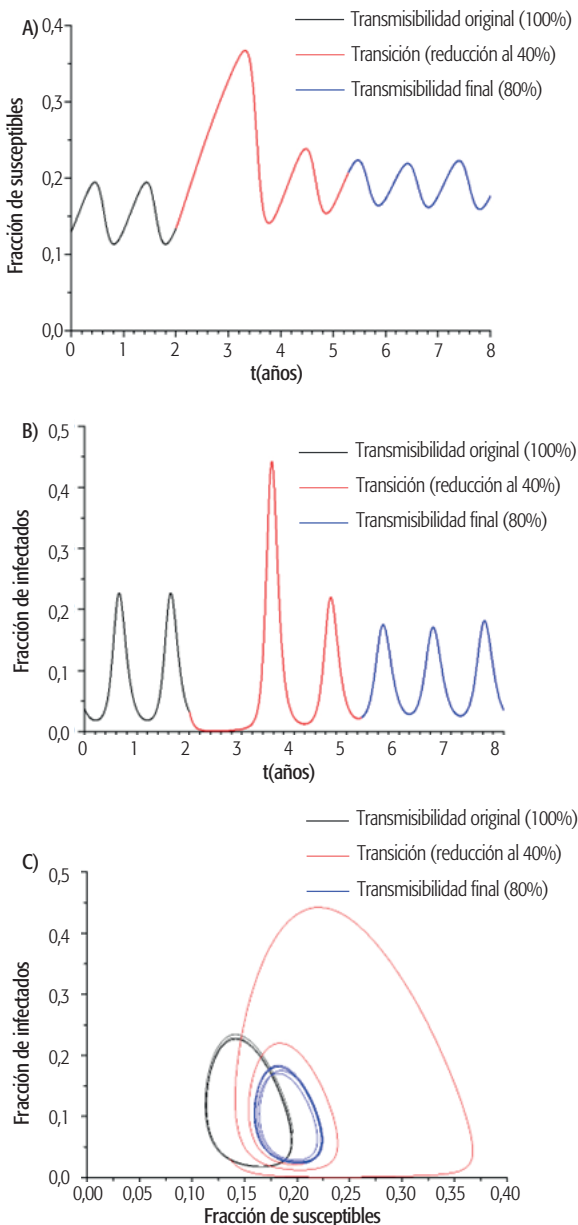 A)
Transmisibilidad original (100%)
Transición (reducción al 40%)
Transmisibilidad final (80%)
Fracción de susceptibles
0,4
0,3
0,2
0,1
0,0
0 1 2 3 4 5 6 7 8
t(años)
B)
Transmisibilidad original (100%)
Transición (reducción al 40%)
Transmisibilidad final (80%)
Fracción de infectados
0,5
0,4
0,3
0,2
0,1
0,0
0 1 2 3 4 5 6 7 8
t(años)
C)
Transmisibilidad original (100%)
Transición (reducción al 40%)
Transmisibilidad final (80%)
Fracción de infectados
0,5
0,4
0,3
0,2
0,1
0,0
0,00 0,05 0,10 0,15 0,20 0,25 0,30 0,35 0,40
Fracción de susceptibles